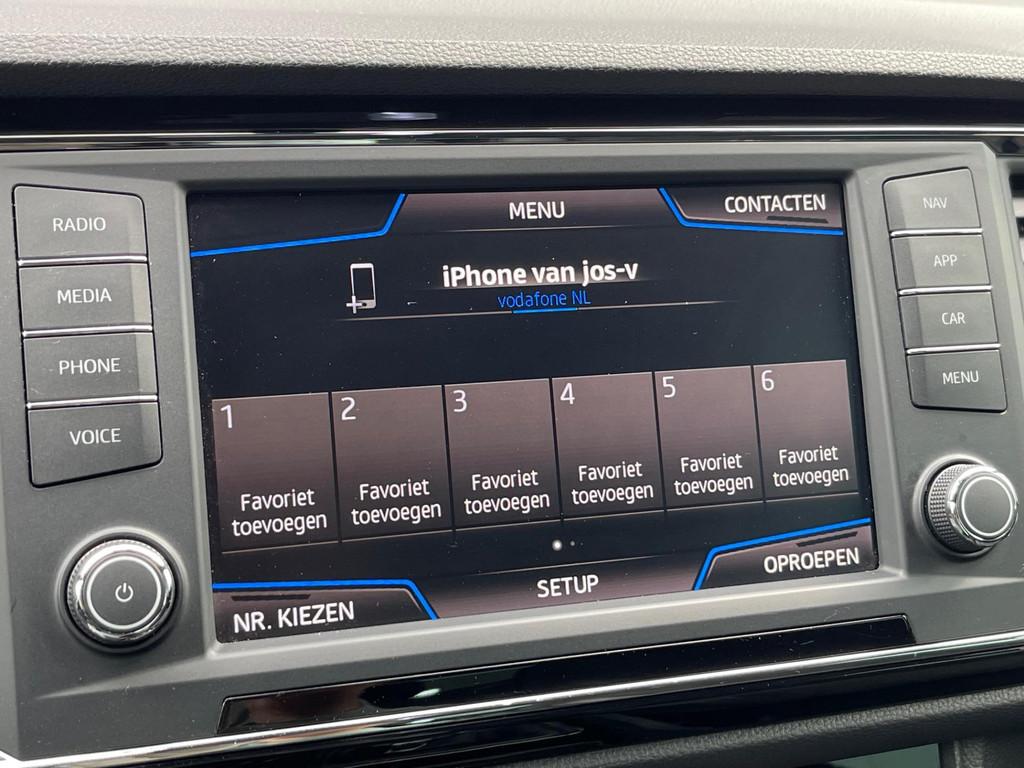 RADIO
MEDIA
PHONE
VOICE
MENU
CONTACTEN
iPhone van jos-v
vodafone NL
1
Favoriet
toevoegen
2
Favoriet
toevoegen
3
Favoriet
toevoegen
4
Favoriet
toevoegen
5
Favoriet
toevoegen
6
Favoriet
toevoegen
NR. KIEZEN
SETUP
OPROEPEN
NAV
APP
CAR
MENU